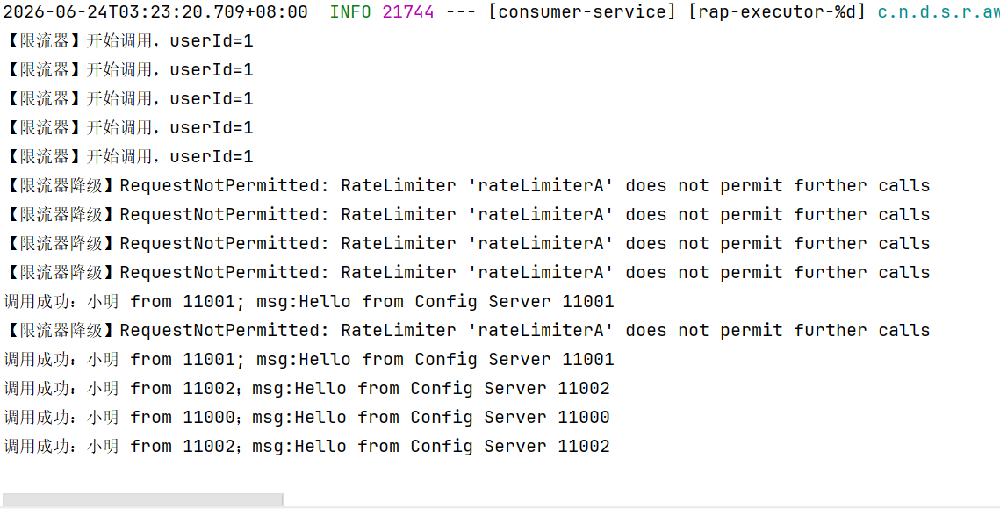 2026-06-24T03:23:20.709+08:00  INFO 21744 --- [consumer-service] [rap-executor-%d] c.n.d.s.r.aw
【限流器】开始调用，userId=1
【限流器】开始调用，userId=1
【限流器】开始调用，userId=1
【限流器】开始调用，userId=1
【限流器】开始调用，userId=1
【限流器降级】RequestNotPermitted: RateLimiter 'rateLimiterA' does not permit further calls
【限流器降级】RequestNotPermitted: RateLimiter 'rateLimiterA' does not permit further calls
【限流器降级】RequestNotPermitted: RateLimiter 'rateLimiterA' does not permit further calls
【限流器降级】RequestNotPermitted: RateLimiter 'rateLimiterA' does not permit further calls
调用成功：小明 from 11001; msg:Hello from Config Server 11001
【限流器降级】RequestNotPermitted: RateLimiter 'rateLimiterA' does not permit further calls
调用成功：小明 from 11001; msg:Hello from Config Server 11001
调用成功：小明 from 11002；msg:Hello from Config Server 11002
调用成功：小明 from 11000；msg:Hello from Config Server 11000
调用成功：小明 from 11002；msg:Hello from Config Server 11002